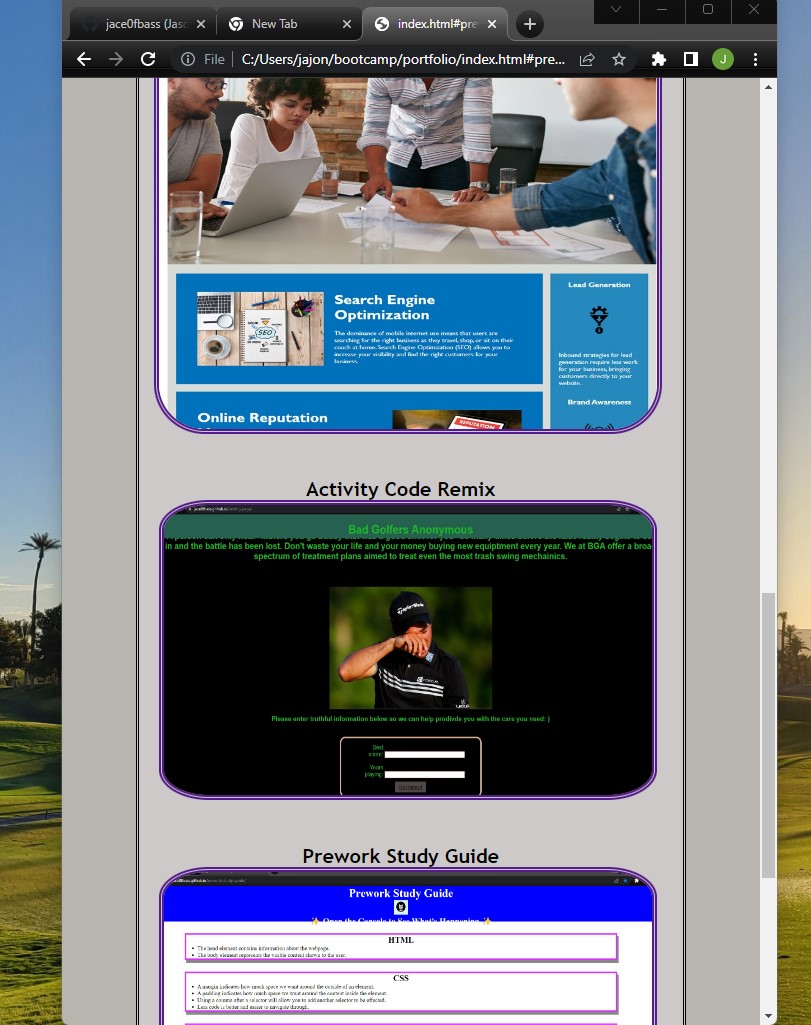 jace0fbass (Jaso
New Tab
index.html#pre
File
C:/Users/jajon/bootcamp/portfolio/index.html#pre...
J
Search Engine
Optimization
The dominance of mobile internet use means that users are
searching for the right business as they travel, shop, or sit on their
couch at home. Search Engine Optimization (SEO) allows you to
increase your visibility and find the right customers for your
business.
SEO
Lead Generation
Inbound strategies for lead
generation require less work
for your business, bringing
customers directly to your
website.
Brand Awareness
Online Reputation
REPUTATION
Activity Code Remix
Bad Golfers Anonymous
in and the battle has been lost. Don't waste your life and your money buying new equiptment every year. We at BGA offer a broa
spectrum of treatment plans aimed to treat even the most trash swing mechainics.
TaylorMade
Please enter truthful information below so we can help prodivde you with the care you need: )
Best
score:
Years
playing:
Prework Study Guide
Prework Study Guide
✨ Open the Console to See What's Happening ✨
HTML
The head element contains information about the webpage.
The body element represents the visible content shown to the user.
CSS
A margin indicates how much space we want around the outside of an element.
A padding indicates how much space we want around the content inside the element.
Using a comma after a selector will allow you to add another selector to be affected.
Less code is better and easier to navigate through.